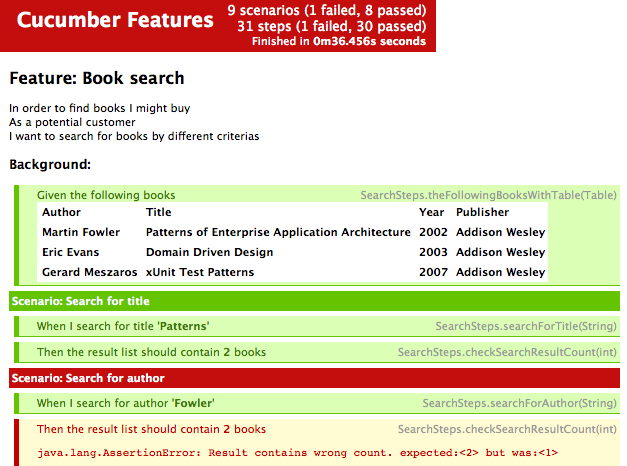 Cucumber Features
9 scenarios (1 failed, 8 passed)
31 steps (1 failed, 30 passed)
Finished in 0m36.456s seconds
Feature: Book search
In order to find books I might buy
As a potential customer
I want to search for books by different criterias
Background:
Given the following books SearchSteps.theFollowingBooksWithTable(Table)
Author Title Year Publisher
Martin Fowler Patterns of Enterprise Application Architecture 2002 Addison Wesley
Eric Evans Domain Driven Design 2003 Addison Wesley
Gerard Meszaros xUnit Test Patterns 2007 Addison Wesley
Scenario: Search for title
When I search for title 'Patterns' SearchSteps.searchForTitle(String)
Then the result list should contain 2 books SearchSteps.checkSearchResultCount(int)
Scenario: Search for author
When I search for author 'Fowler' SearchSteps.searchForAuthor(String)
Then the result list should contain 2 books SearchSteps.checkSearchResultCount(int)
java.lang.AssertionError: Result contains wrong count. expected:<2> but was:<1>